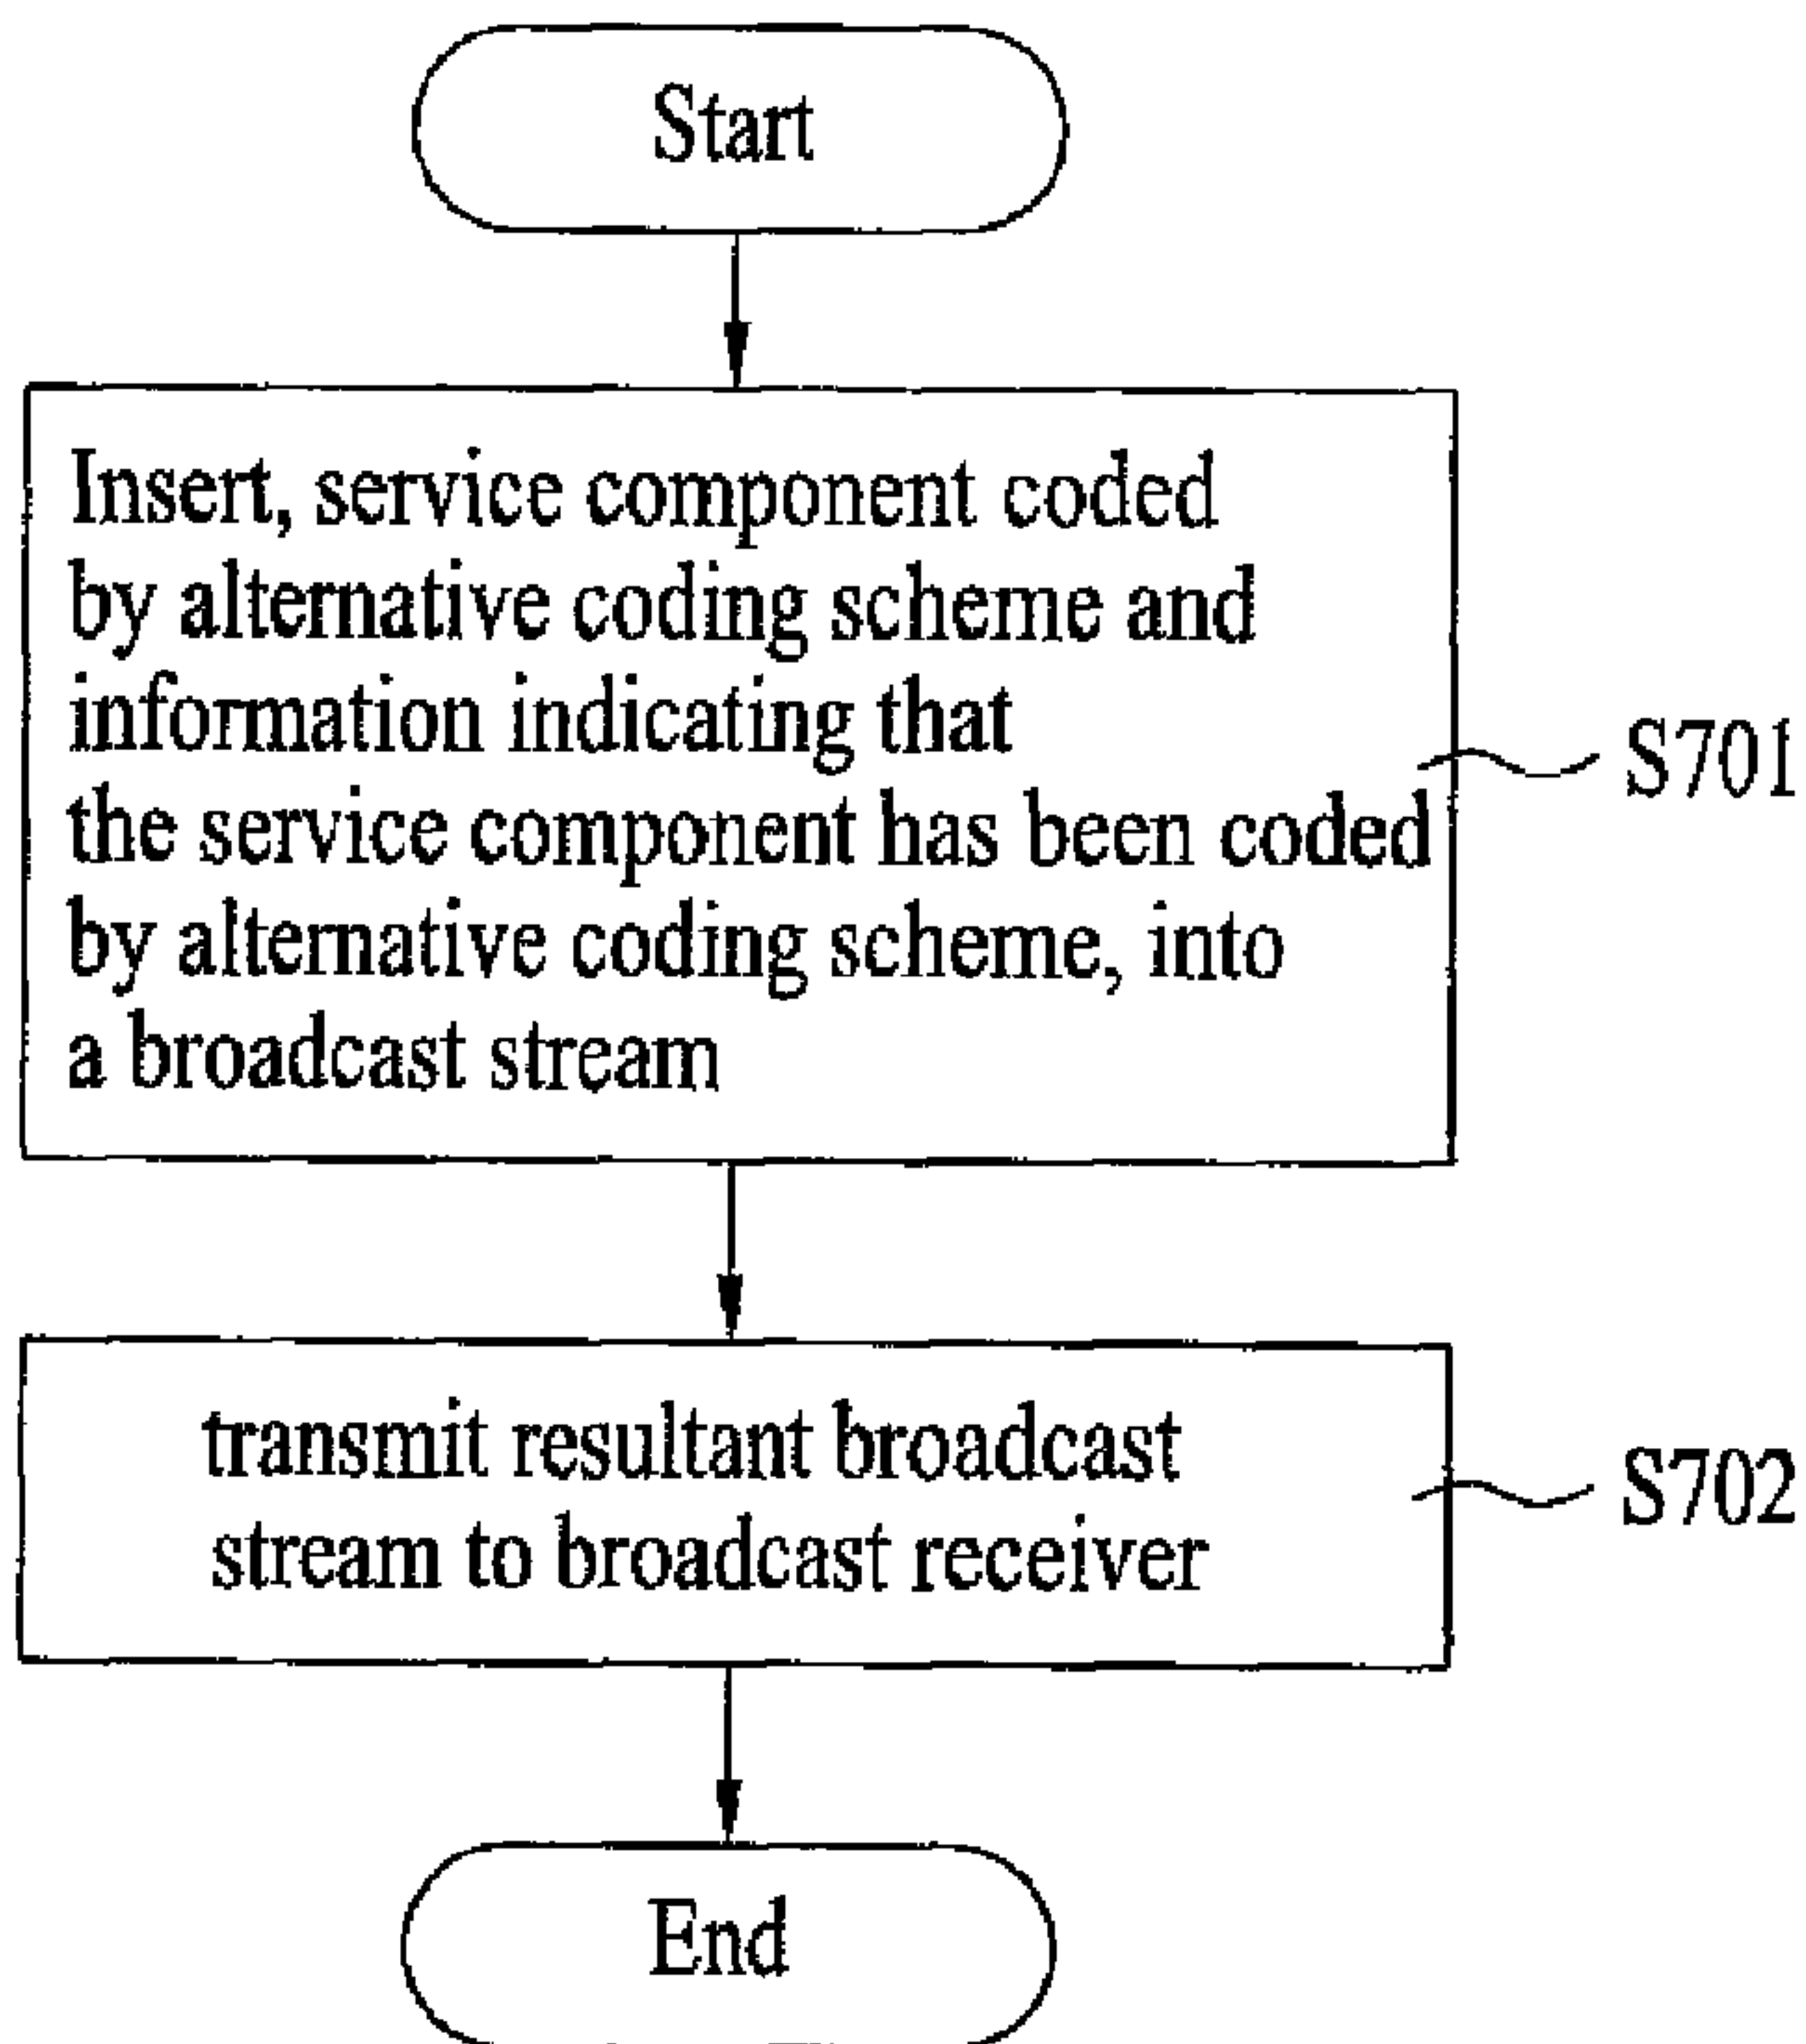 Start
Insert, service component coded
by alternative coding scheme and
information indicating that
the service component has been coded
by alternative coding scheme, into
a broadcast stream
S701
transmit resultant broadcast
stream to broadcast receiver
S702
End